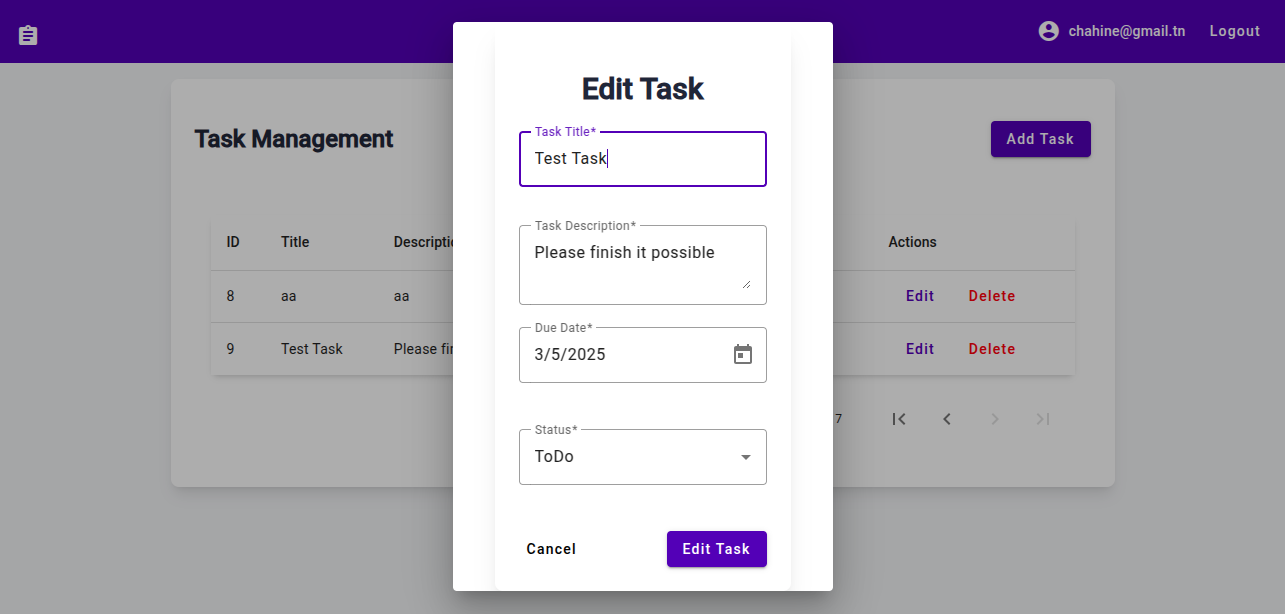 chahine@gmail.tn Logout
Edit Task
Task Management
Add Task
Task Title*
Test Task
Task Description*
Please finish it possible
Due Date*
3/5/2025
Status*
ToDo
Cancel Edit Task
ID Title Descriptio Actions
8 aa aa Edit Delete
9 Test Task Please fin Edit Delete
7